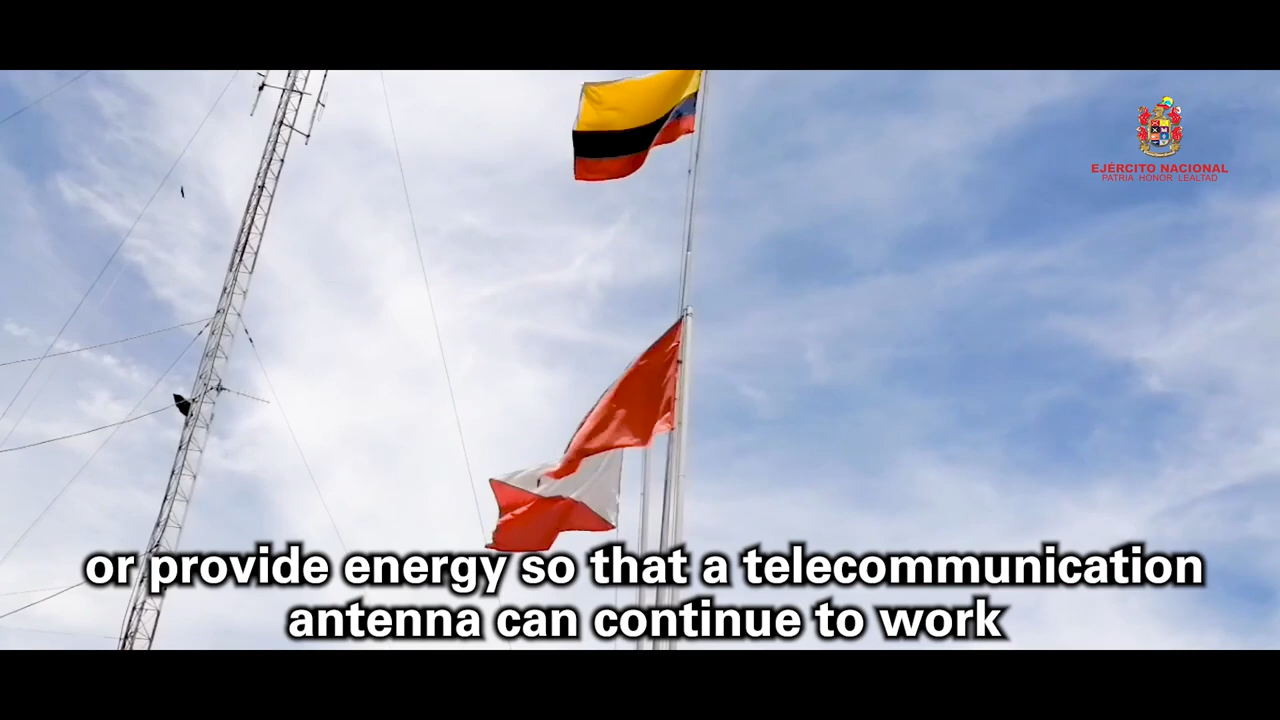 EJÉRCITO NACIONAL
PATRIA HONOR LEALTAD
or provide energy so that a telecommunication
antenna can continue to work